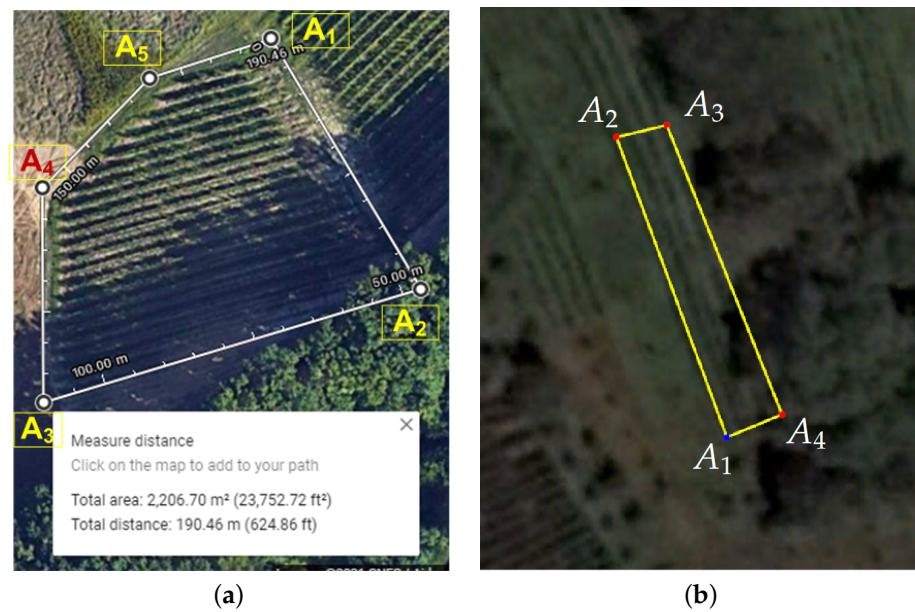 A₁
A₅
0
190.46 m
A₄
150.00 m
50.00 m
A₂
100.00 m
A₃
Measure distance
Click on the map to add to your path
Total area: 2,206.70 m² (23,752.72 ft²)
Total distance: 190.46 m (624.86 ft)
(a)
A₂
A₃
A₁
A₄
(b)